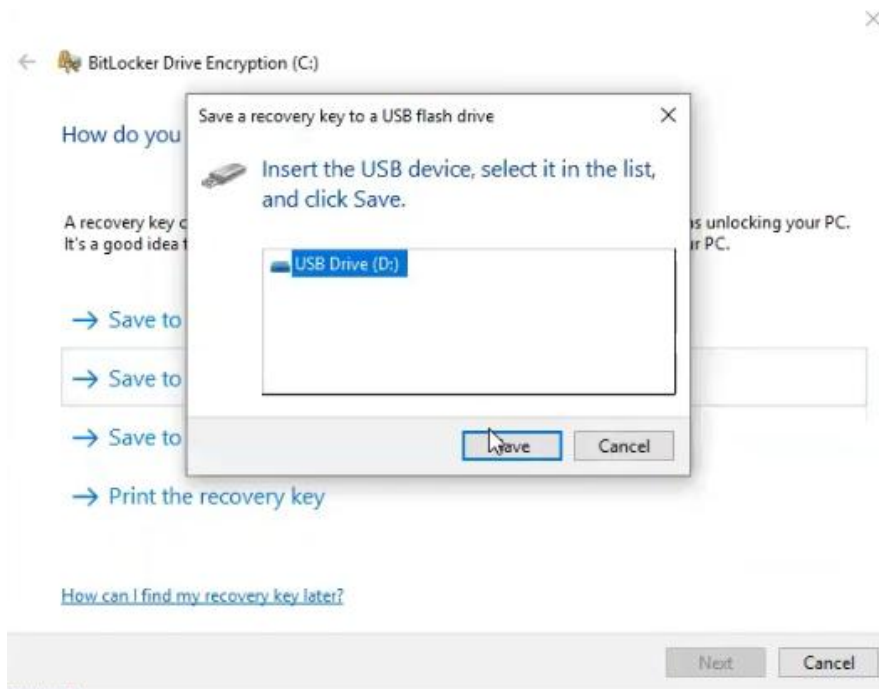 BitLocker Drive Encryption (C:)
Save a recovery key to a USB flash drive
How do you
Insert the USB device, select it in the list,
and click Save.
A recovery key
is unlocking your PC.
It's a good idea
PC.
USB Drive (D:)
→ Save to
→ Save to
→ Save to
Cancel
→ Print the recovery key
How can I find my recovery key later?
Next Cancel